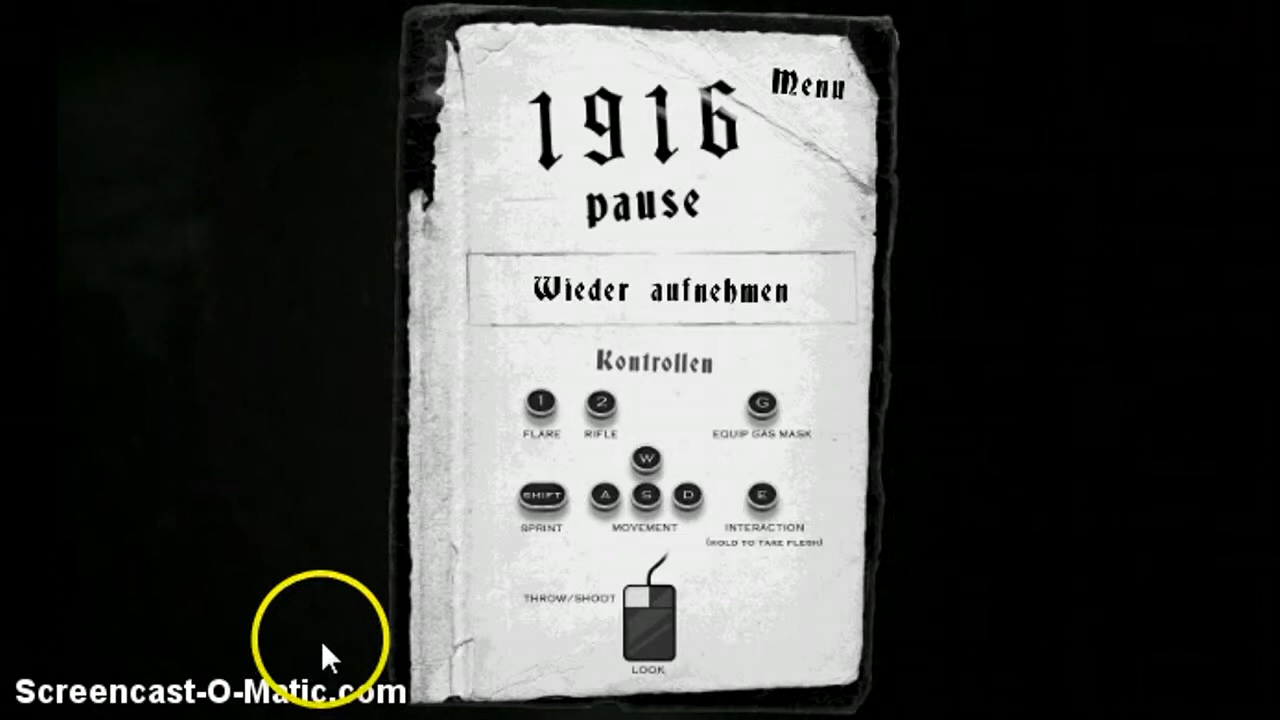 Menu
1916
pause
Wieder aufnehmen
Kontrollen
1 2 G
FLARE RIFLE EQUIP GAS MASK
W
SHIFT A S D E
SPRINT MOVEMENT INTERACTION
(HOLD TO TAKE FLESH)
THROW/SHOOT
LOOK
Screencast-O-Matic.com